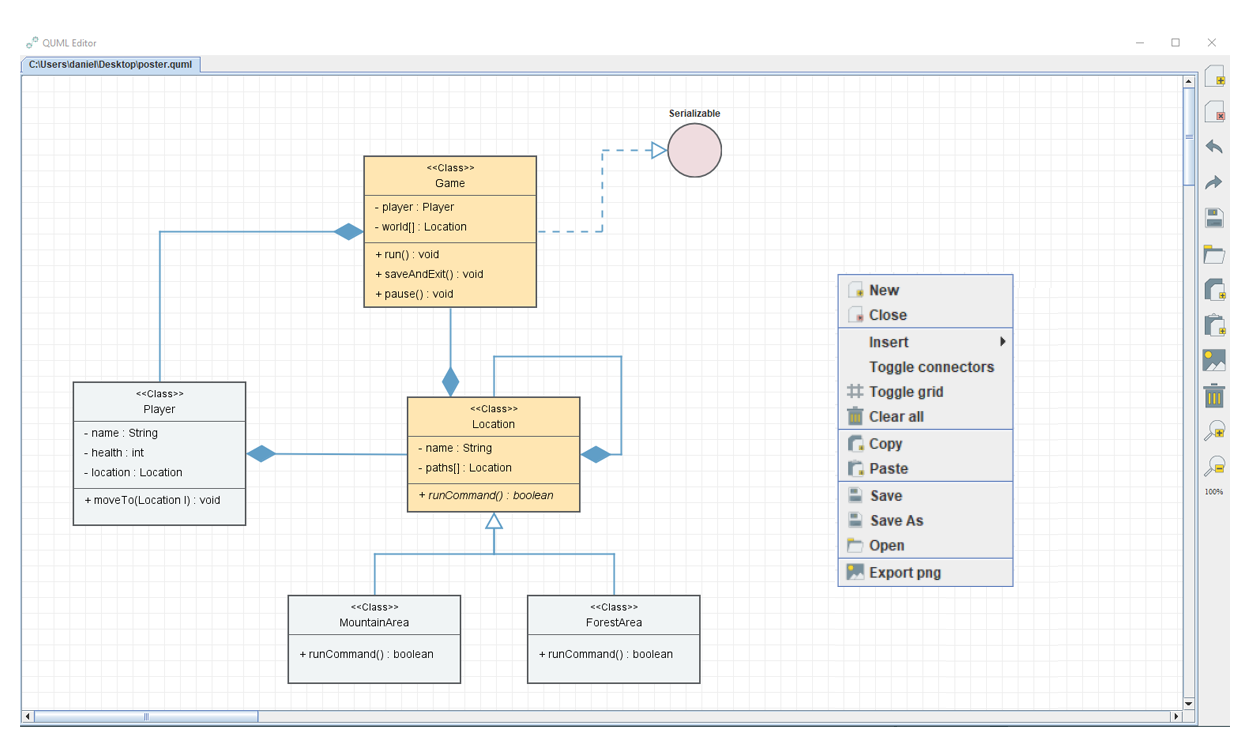 QUML Editor
C:\Users\daniel\Desktop\poster.quml
Serializable
<<Class>>
Game
- player : Player
- world[] : Location
+ run() : void
+ saveAndExit() : void
+ pause() : void
<<Class>>
Player
- name : String
- health : int
- location : Location
+ moveTo(Location l) : void
<<Class>>
Location
- name : String
- paths[] : Location
+ runCommand() : boolean
<<Class>>
MountainArea
+ runCommand() : boolean
<<Class>>
ForestArea
+ runCommand() : boolean
New
Close
Insert
Toggle connectors
Toggle grid
Clear all
Copy
Paste
Save
Save As
Open
Export png
100%